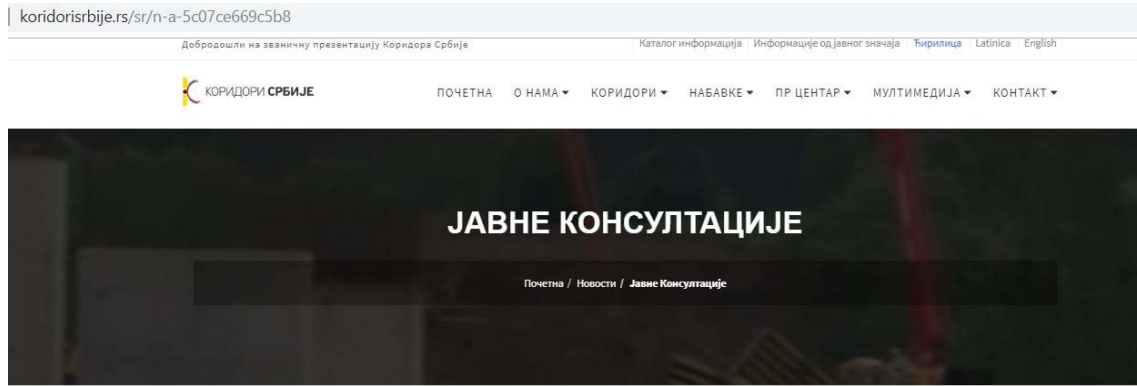 koridorisrbije.rs/sr/n-a-5c07ce669c5b8
Добродошли на званичну презентацију Коридора Србије Каталог информација Информације од јавног значаја Ћирилица Latinica English
КОРИДОРИ СРБИЈЕ ПОЧЕТНА О НАМА КОРИДОРИ НАБАВКЕ ПР ЦЕНТАР МУЛТИМЕДИЈА КОНТАКТ
ЈАВНЕ КОНСУЛТАЦИЈЕ
Почетна / Новости / Јавне Консултације